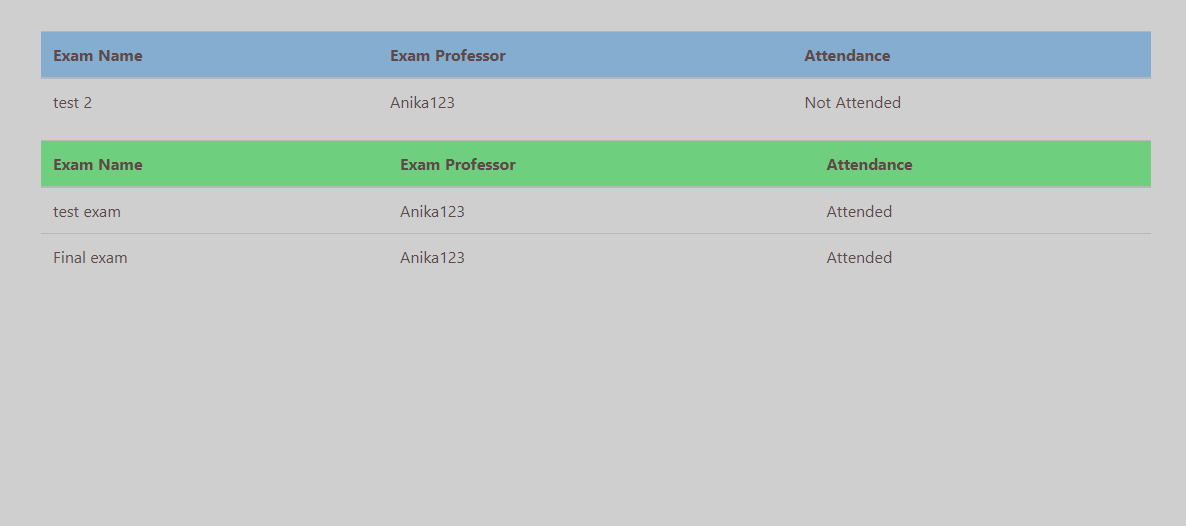 Exam Name Exam Professor Attendance
test 2 Anika123 Not Attended
Exam Name Exam Professor Attendance
test exam Anika123 Attended
Final exam Anika123 Attended